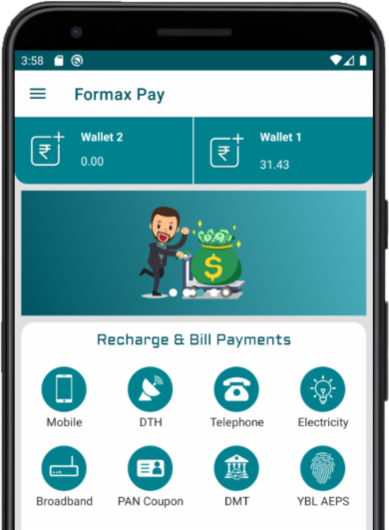 3:58
Formax Pay
Wallet 2
0.00
Wallet 1
31.43
$
Recharge & Bill Payments
Mobile
DTH
Telephone
Electricity
Broadband
PAN Coupon
DMT
YBL AEPS